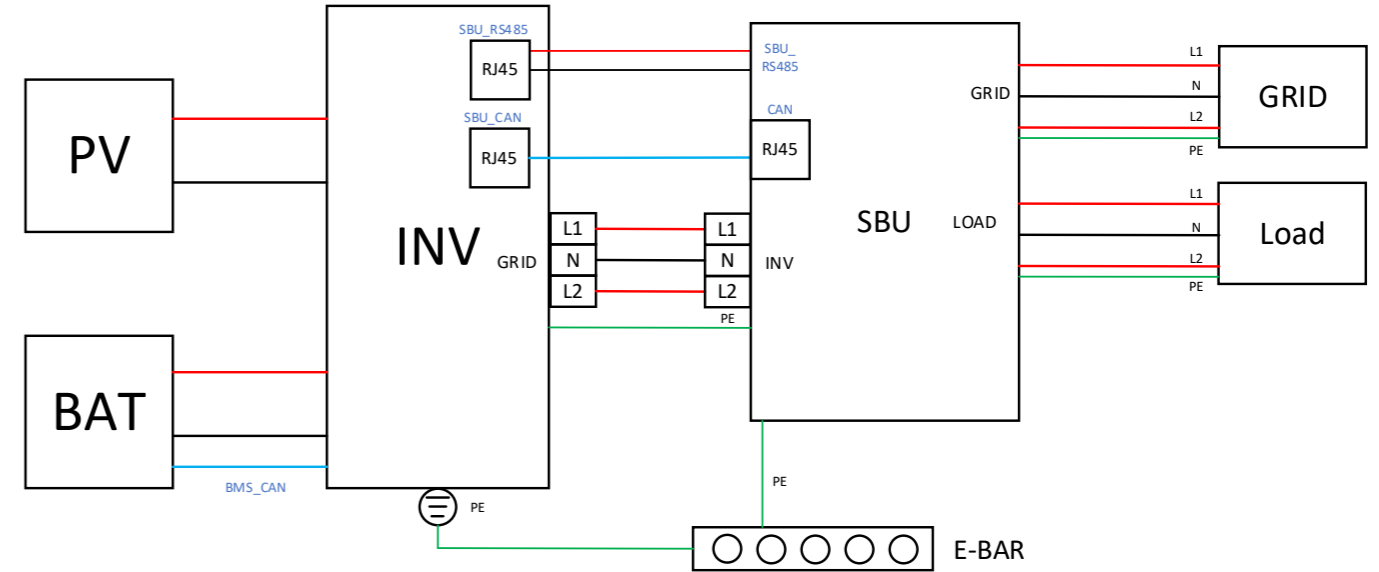 SBU_RS485
RJ45
SBU_
RS485
L1
GRID
N
GRID
L2
PE
PV
SBU_CAN
RJ45
CAN
RJ45
INV
GRID
L1
N
L2
L1
N
L2
INV
PE
SBU
LOAD
L1
N
Load
L2
PE
BAT
BMS_CAN
PE
PE
E-BAR